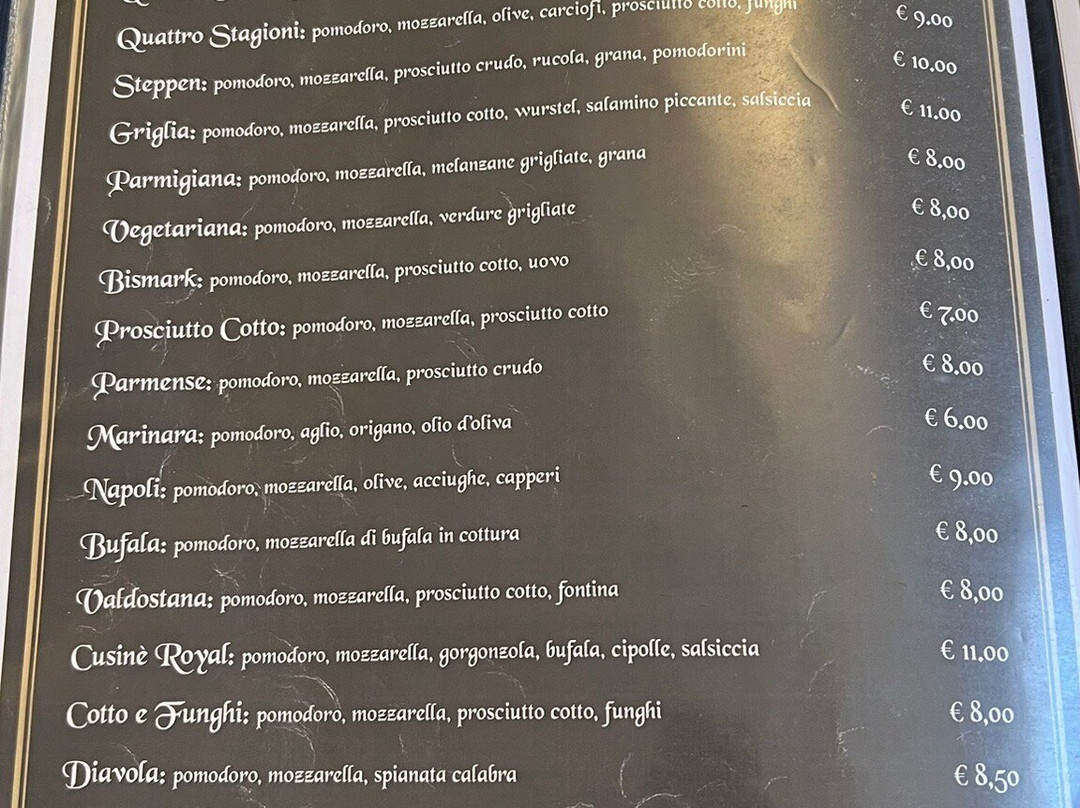 Quattro Stagioni: pomodoro, mozzarella, olive, carciofi, prosciutto cotto, funghi € 9.00
Steppen: pomodoro, mozzarella, prosciutto crudo, rucola, grana, pomodorini € 10.00
Griglia: pomodoro, mozzarella, prosciutto cotto, wurstel, salamino piccante, salsiccia € 11.00
Parmigiana: pomodoro, mozzarella, melanzane grigliate, grana € 8.00
Vegetariana: pomodoro, mozzarella, verdure grigliate € 8,00
Bismark: pomodoro, mozzarella, prosciutto cotto, uovo € 8,00
Prosciutto Cotto: pomodoro, mozzarella, prosciutto cotto € 7.00
Parmense: pomodoro, mozzarella, prosciutto crudo € 8.00
Marinara: pomodoro, aglio, origano, olio d'oliva € 6.00
Napoli: pomodoro, mozzarella, olive, acciughe, capperi € 9.00
Bufala: pomodoro, mozzarella di bufala in cottura € 8,00
Valdostana: pomodoro, mozzarella, prosciutto cotto, fontina € 8,00
Cusinè Royal: pomodoro, mozzarella, gorgonzola, bufala, cipolle, salsiccia € 11.00
Cotto e Funghi: pomodoro, mozzarella, prosciutto cotto, funghi € 8,00
Diavola: pomodoro, mozzarella, spianata calabra € 8,50